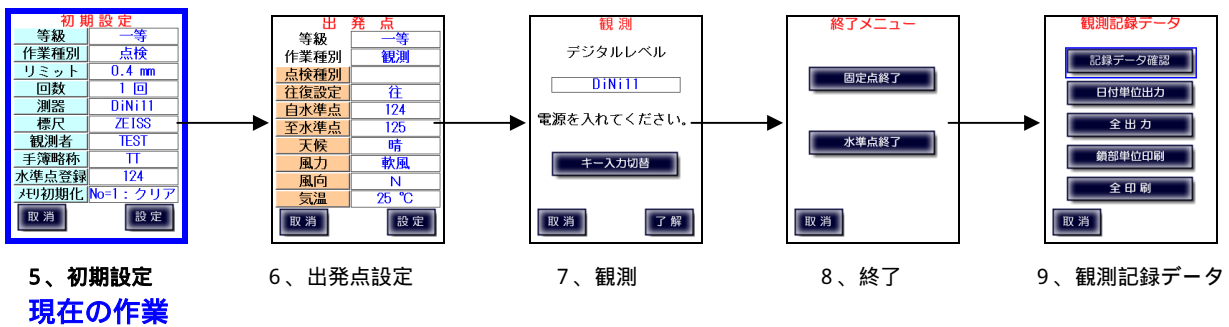 初期設定
等級 一等
作業種別 点検
リミット 0.4 mm
回数 1 回
測器 DiNi11
標尺 ZEISS
観測者 TEST
手簿略称 TT
水準点登録 124
ﾒﾓﾘ初期化 No=1：クリア
取消 設定
5、初期設定
現在の作業
出発点
等級 一等
作業種別 観測
点検種別
往復設定 往
自水準点 124
至水準点 125
天候 晴
風力 軟風
風向 N
気温 25 ℃
取消 設定
6、出発点設定
観測
デジタルレベル
DiNi11
電源を入れてください。
キー入力切替
取消 了解
7、観測
終了メニュー
固定点終了
水準点終了
取消
8、終了
観測記録データ
記録データ確認
日付単位出力
全出力
鎖部単位印刷
全印刷
取消
9、観測記録データ